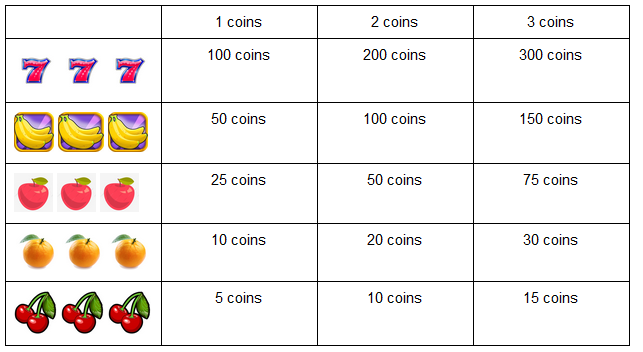 1 coins 2 coins 3 coins
7 7 7 100 coins 200 coins 300 coins
50 coins 100 coins 150 coins
25 coins 50 coins 75 coins
10 coins 20 coins 30 coins
5 coins 10 coins 15 coins